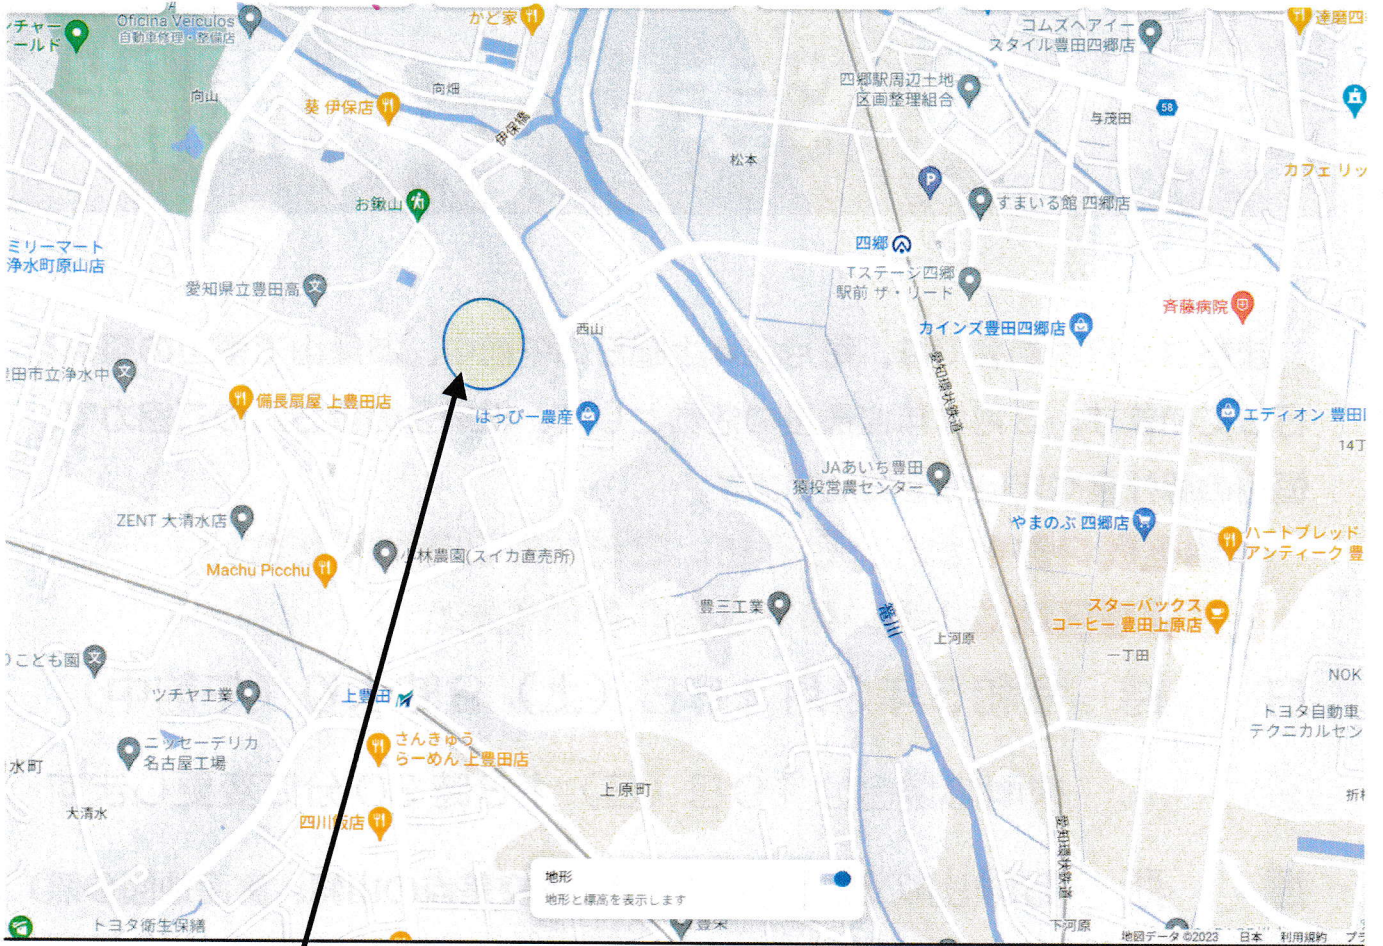 かど家
Oficina Veiculos
自動車修理・整備店
コムズヘアイー
スタイル豊田四郷店
達磨四
ンチャー
ールド
向山
向畑
葵 伊保店
伊保橋
四郷駅周辺土地
区画整理組合
58
与茂田
松本
カフェ リッ
お鍬山
P
すまいる館 四郷店
ミリーマート
浄水町原山店
四郷
Tステージ四郷
駅前 ザ・リード
愛知県立豊田高
斉藤病院
西山
カインズ豊田四郷店
愛知環状鉄道
田市立浄水中
備長扇屋 上豊田店
はっぴー農産
エディオン 豊田
14丁
JAあいち豊田
猿投営農センター
ZENT 大清水店
やまのぶ 四郷店
ハートブレッド
アンティーク 豊
Machu Picchu
小林農園(スイカ直売所)
豊三工業
籠川
スターバックス
コーヒー 豊田上原店
上河原
一丁田
りこども園
NOK
ツチヤ工業
上豊田
トヨタ自動車
テクニカルセン
ニッセーデリカ
名古屋工場
さんきゅう
らーめん 上豊田店
水町
上原町
大清水
四川飯店
愛知環状鉄道
地形
地形と標高を表示します
トヨタ衛生保繕
豊栄
下河原
地図データ ©2023 日本 利用規約 プラ